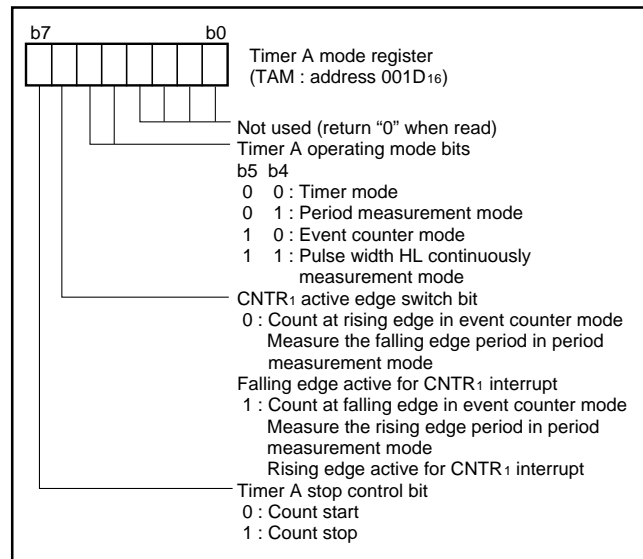 b7 b0
Timer A mode register
(TAM : address 001D16)
Not used (return “0” when read)
Timer A operating mode bits
b5 b4
0 0 : Timer mode
0 1 : Period measurement mode
1 0 : Event counter mode
1 1 : Pulse width HL continuously
measurement mode
CNTR1 active edge switch bit
0 : Count at rising edge in event counter mode
Measure the falling edge period in period
measurement mode
Falling edge active for CNTR1 interrupt
1 : Count at falling edge in event counter mode
Measure the rising edge period in period
measurement mode
Rising edge active for CNTR1 interrupt
Timer A stop control bit
0 : Count start
1 : Count stop